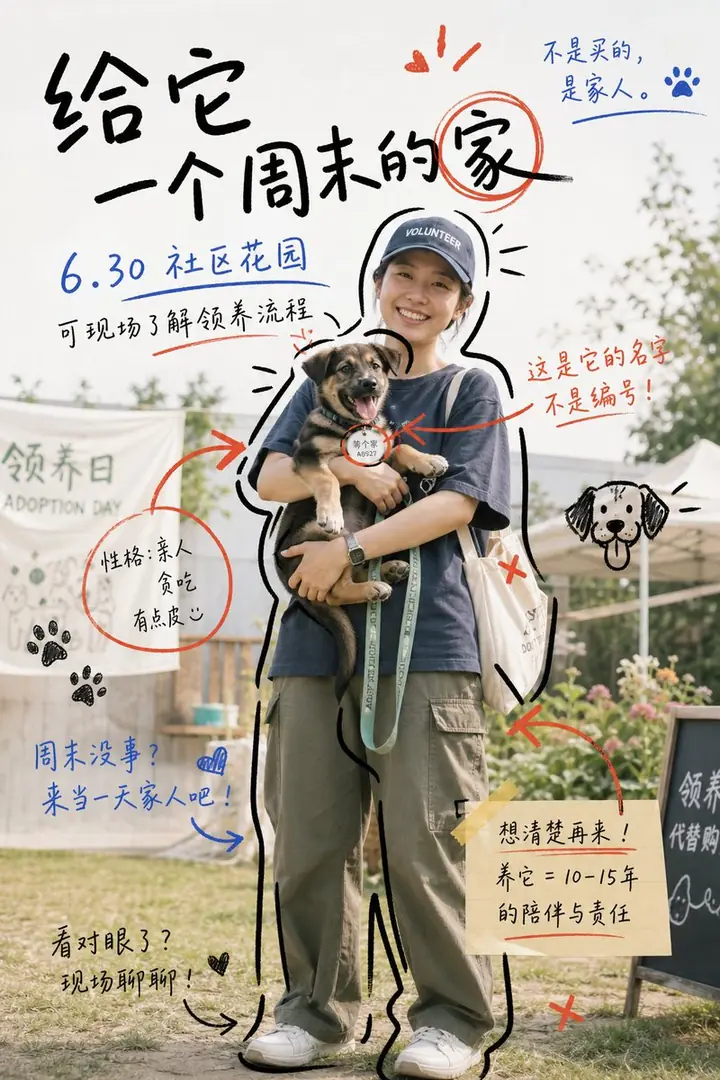 给它
一个周末的家
不是买的，
是家人。
6.30 社区花园
可现场了解领养流程
VOLUNTEER
这是它的名字
不是编号！
A0527
领养日
ADOPTION DAY
性格：亲人
贪吃
有点皮
周末没事？
来当一天家人吧！
想清楚再来！
养它 = 10-15年
的陪伴与责任
领养
代替购
看对眼了？
现场聊聊！